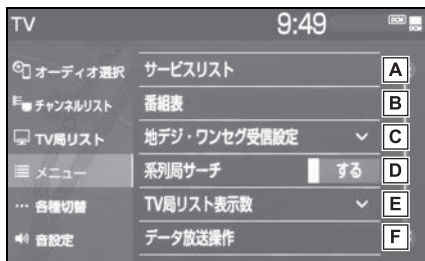 TV
9:49
DCM
オーディオ選択
チャンネルリスト
TV局リスト
メニュー
各種切替
音設定
サービスリスト
A
番組表
B
地デジ・ワンセグ受信設定
C
系列局サーチ
する
D
TV局リスト表示数
E
データ放送操作
F